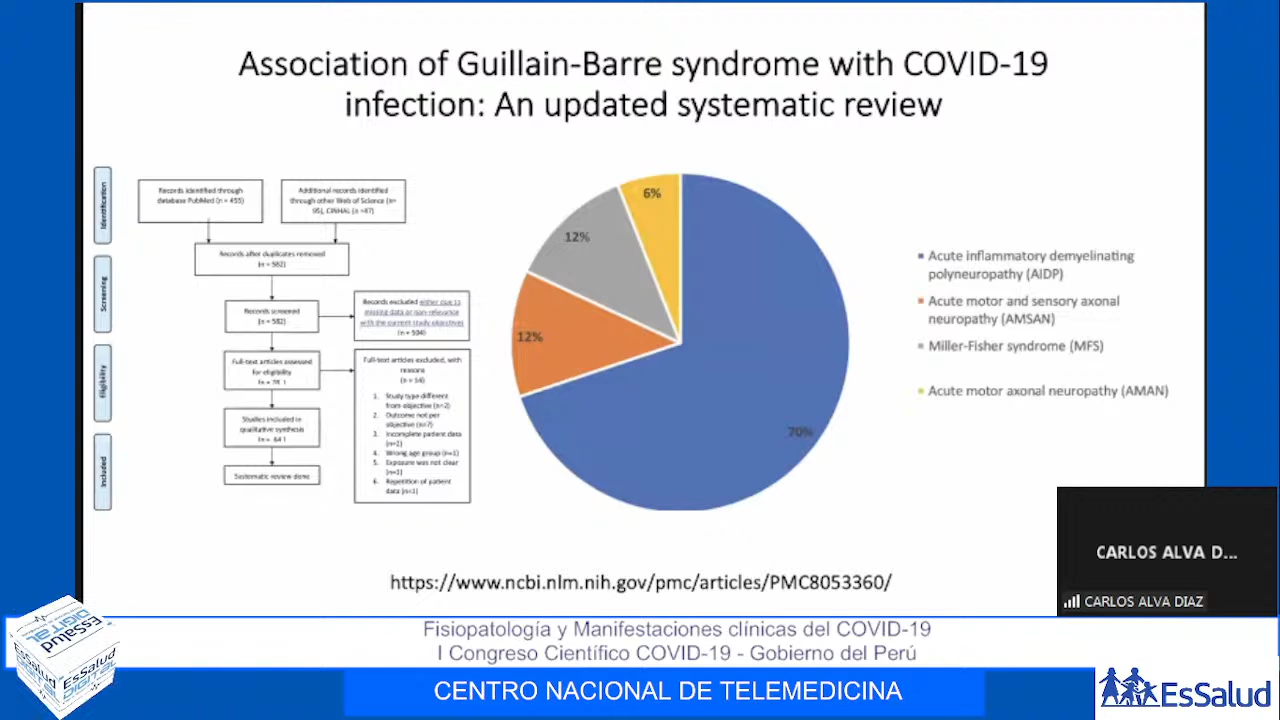 Association of Guillain-Barre syndrome with COVID-19
infection: An updated systematic review
Identification
Screening
Eligibility
Included
Records identified through
database PubMed (n = 455)
Additional records identified
through other Web of Science (n=
95), CINHAL (n =47)
Records after duplicates removed
(n = 582)
Records screened
(n = 582)
Records excluded either due to
missing data or non-relevance
with the current study objectives
(n = 504)
Full-text articles assessed
for eligibility
Full-text articles excluded, with
reasons
(n = 14)
1. Study type different
from objective (n=2)
2. Outcome not per
objective (n=7)
3. Incomplete patient data
(n=2)
4. Wrong age group (n=1)
5. Exposure was not clear
(n=1)
6. Repetition of patient
data (n=1)
Studies included in
qualitative synthesis
Systematic review done
6%
12%
12%
70%
Acute inflammatory demyelinating
polyneuropathy (AIDP)
Acute motor and sensory axonal
neuropathy (AMSAN)
Miller-Fisher syndrome (MFS)
Acute motor axonal neuropathy (AMAN)
https://www.ncbi.nlm.nih.gov/pmc/articles/PMC8053360/
CARLOS ALVA D...
CARLOS ALVA DIAZ
Fisiopatología y Manifestaciones clínicas del COVID-19
I Congreso Científico COVID-19 - Gobierno del Perú
CENTRO NACIONAL DE TELEMEDICINA
EsSalud